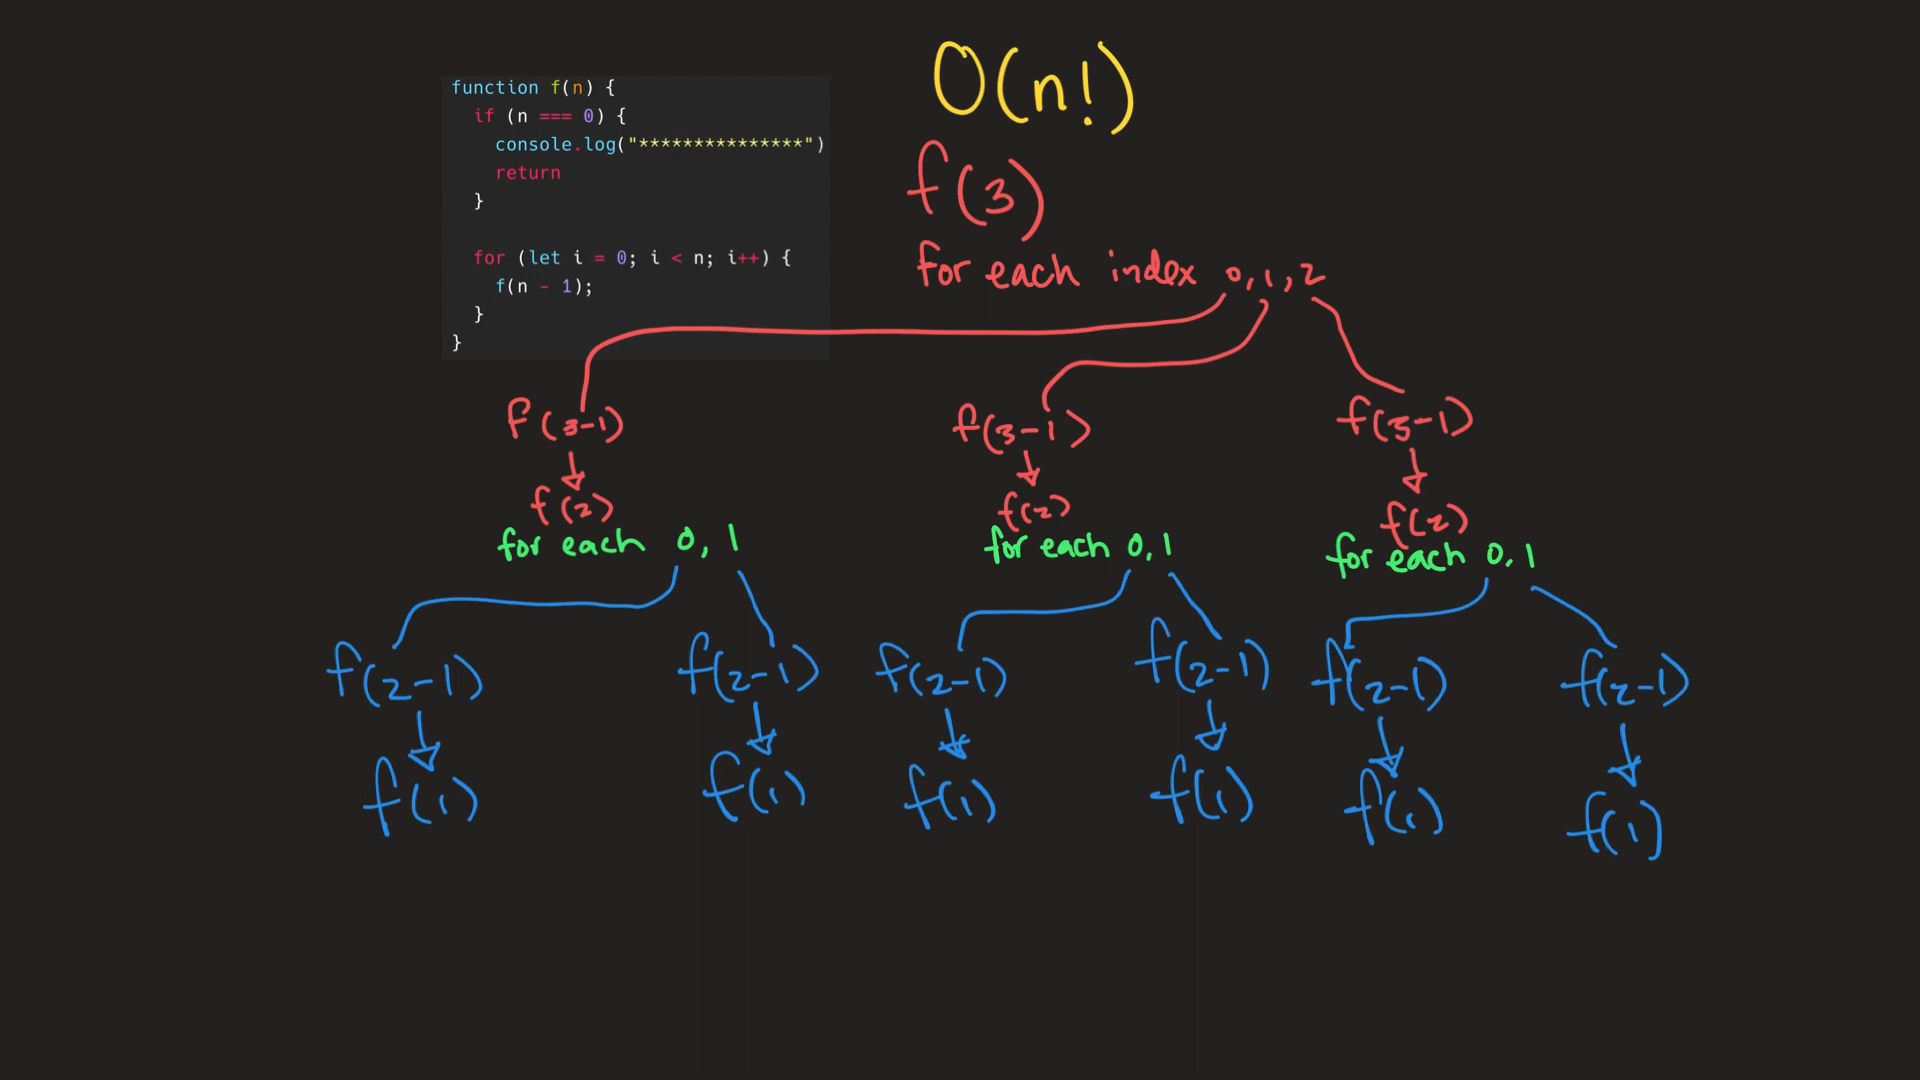 function f(n) {
if (n === 0) {
console.log("***************")
return
}
for (let i = 0; i < n; i++) {
f(n - 1);
}
}
O(n!)
f(3)
for each index 0,1,2
f(3-1) f(3-1) f(3-1)
f(2) f(2) f(2)
for each 0,1 for each 0,1 for each 0,1
f(2-1) f(2-1) f(2-1) f(2-1) f(2-1) f(2-1)
f(1) f(1) f(1) f(1) f(1) f(1)